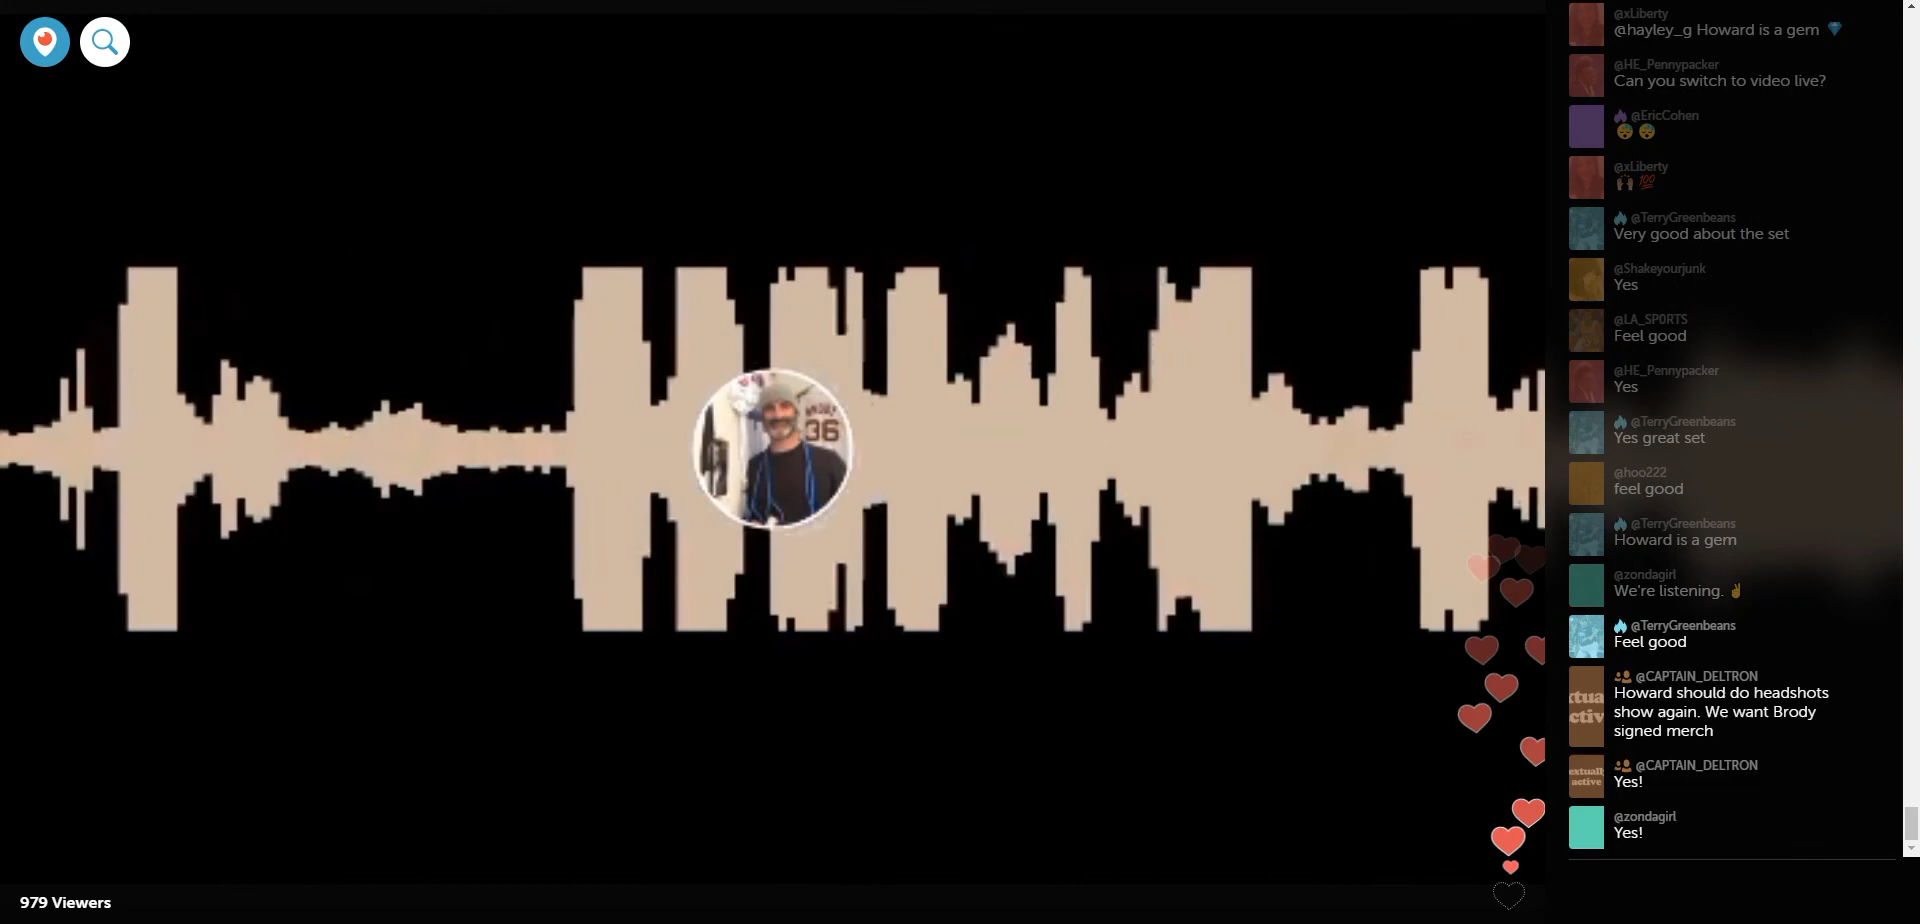 @xLiberty
@hayley_g Howard is a gem 💎
@HE_Pennypacker
Can you switch to video live?
@EricCohen
😴 😴
@xLiberty
🙌 💯
@TerryGreenbeans
Very good about the set
@Shakeyourjunk
Yes
@LA_SP0RTS
Feel good
@HE_Pennypacker
Yes
@TerryGreenbeans
Yes great set
@hoo222
feel good
@TerryGreenbeans
Howard is a gem
@zondagirl
We're listening. ✌
@TerryGreenbeans
Feel good
@CAPTAIN_DELTRON
Howard should do headshots
show again. We want Brody
signed merch
@CAPTAIN_DELTRON
Yes!
@zondagirl
Yes!
36
active
979 Viewers